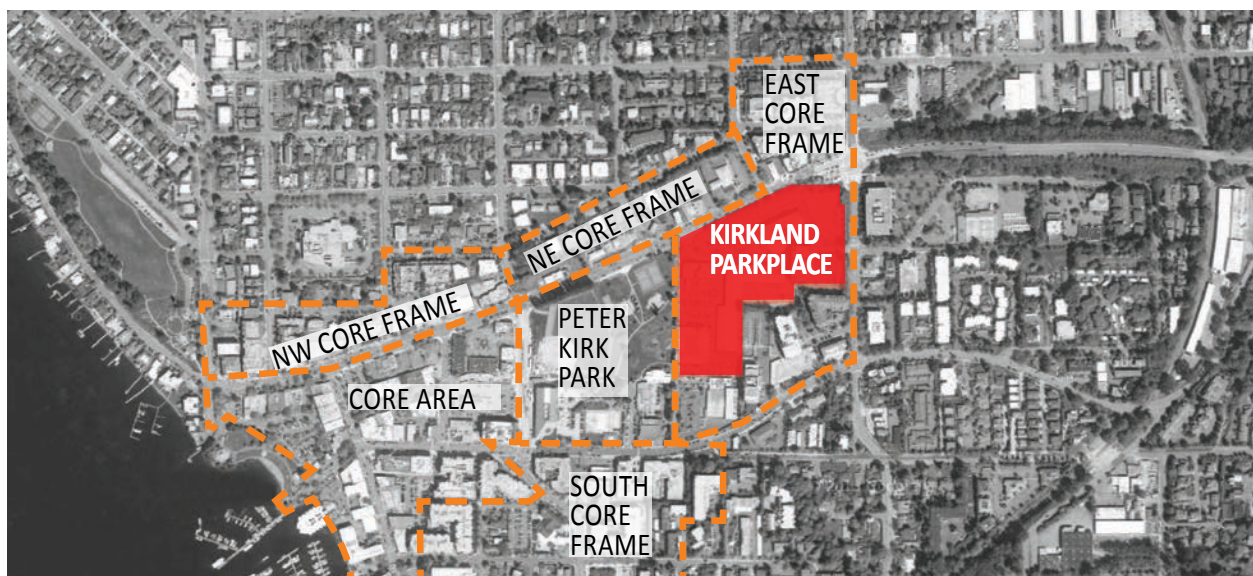 EAST
CORE
FRAME
NE CORE FRAME
KIRKLAND
PARKPLACE
NW CORE FRAME
PETER
KIRK
PARK
CORE AREA
SOUTH
CORE
FRAME